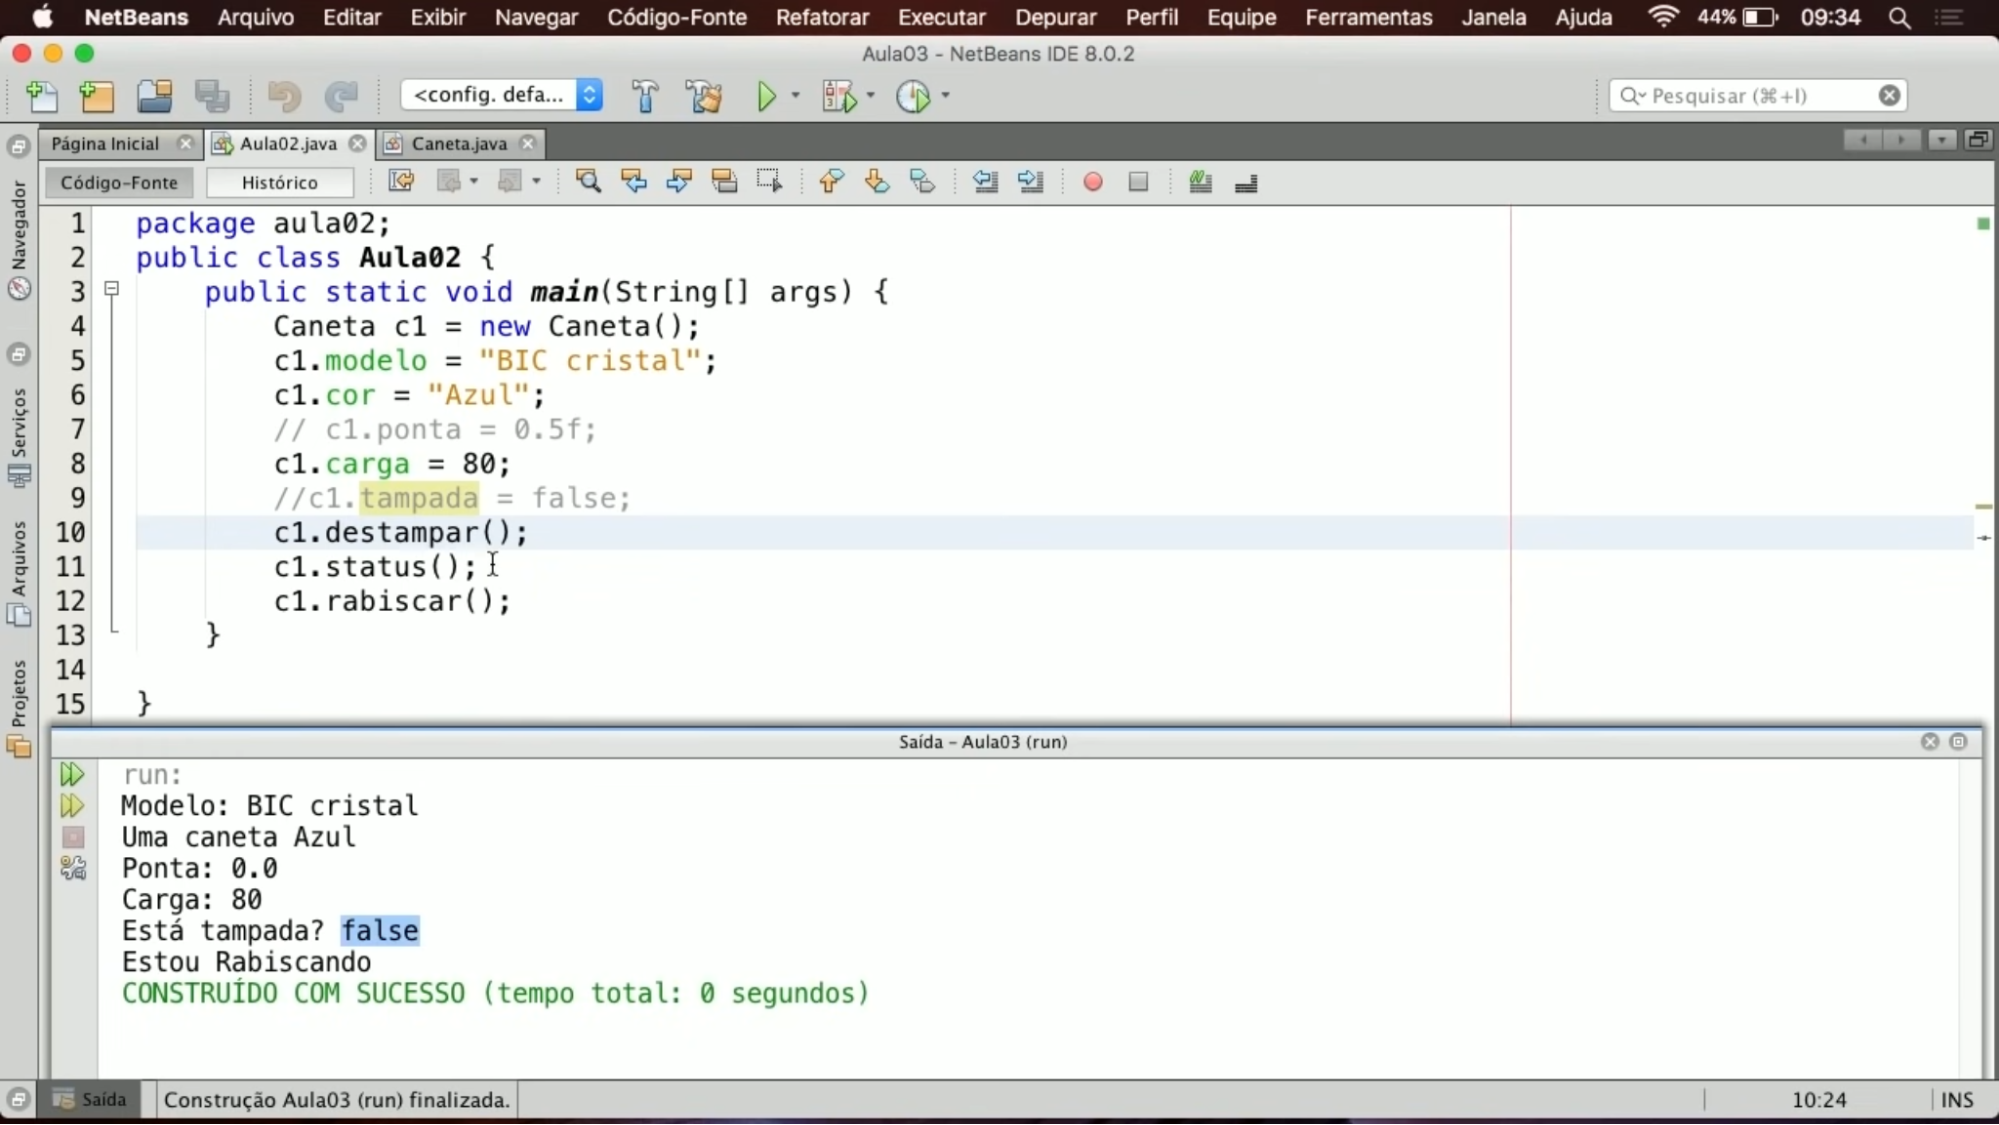 NetBeans Arquivo Editar Exibir Navegar Código-Fonte Refatorar Executar Depurar Perfil Equipe Ferramentas Janela Ajuda 44% 09:34
Aula03 - NetBeans IDE 8.0.2
<config. defa... Pesquisar (⌘+I)
Página Inicial Aula02.java Caneta.java
Código-Fonte Histórico
Navegador
Serviços
Arquivos
Projetos
1 package aula02;
2 public class Aula02 {
3 public static void main(String[] args) {
4 Caneta c1 = new Caneta();
5 c1.modelo = "BIC cristal";
6 c1.cor = "Azul";
7 // c1.ponta = 0.5f;
8 c1.carga = 80;
9 //c1.tampada = false;
10 c1.destampar();
11 c1.status();
12 c1.rabiscar();
13 }
14
15 }
Saída - Aula03 (run)
run:
Modelo: BIC cristal
Uma caneta Azul
Ponta: 0.0
Carga: 80
Está tampada? false
Estou Rabiscando
CONSTRUÍDO COM SUCESSO (tempo total: 0 segundos)
Saída Construção Aula03 (run) finalizada. 10:24 INS